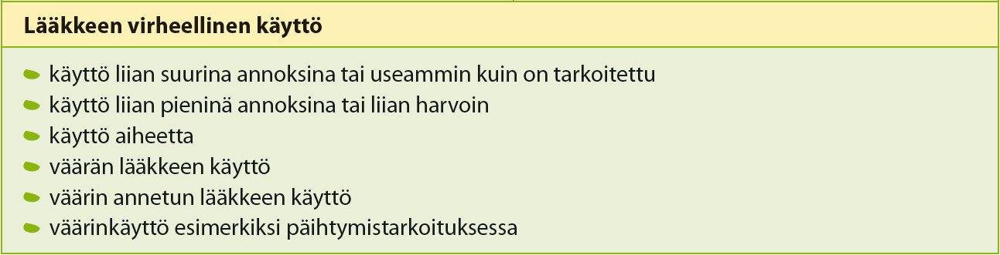 Lääkkeen virheellinen käyttö
käyttö liian suurina annoksina tai useammin kuin on tarkoitettu
käyttö liian pieninä annoksina tai liian harvoin
käyttö aiheetta
väärän lääkkeen käyttö
väärin annetun lääkkeen käyttö
väärinkäyttö esimerkiksi päihtymistarkoituksessa